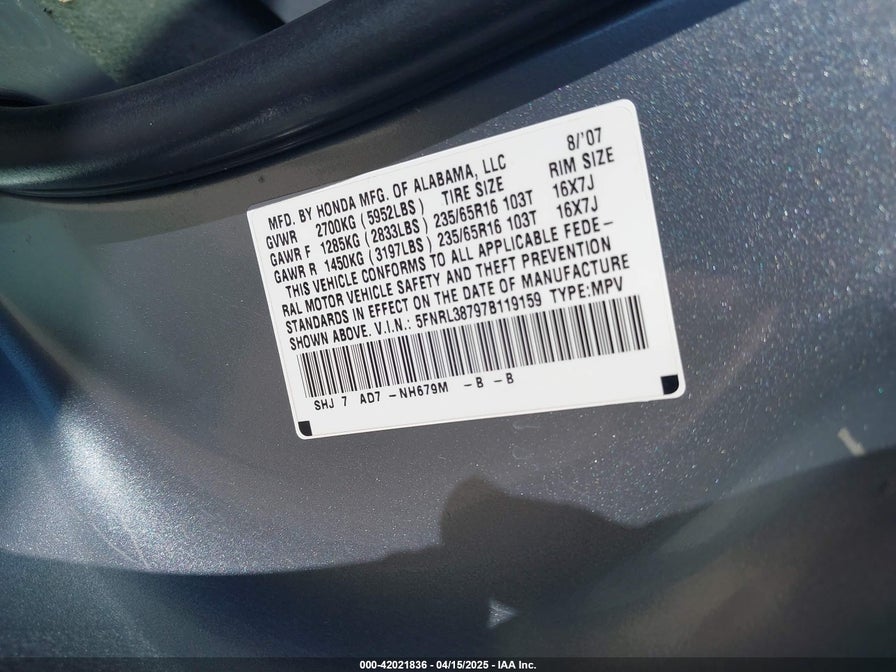 MFD. BY HONDA MFG. OF ALABAMA, LLC 8/'07
GVWR 2700KG (5952LBS) TIRE SIZE RIM SIZE
GAWR F 1285KG (2833LBS) 235/65R16 103T 16X7J
GAWR R 1450KG (3197LBS) 235/65R16 103T 16X7J
THIS VEHICLE CONFORMS TO ALL APPLICABLE FEDE-
RAL MOTOR VEHICLE SAFETY AND THEFT PREVENTION
STANDARDS IN EFFECT ON THE DATE OF MANUFACTURE
SHOWN ABOVE. V.I.N.: 5FNRL38797B119159 TYPE:MPV
SHJ 7 AD7 -NH679M -B -B
000-42021836 - 04/15/2025 - IAA Inc.